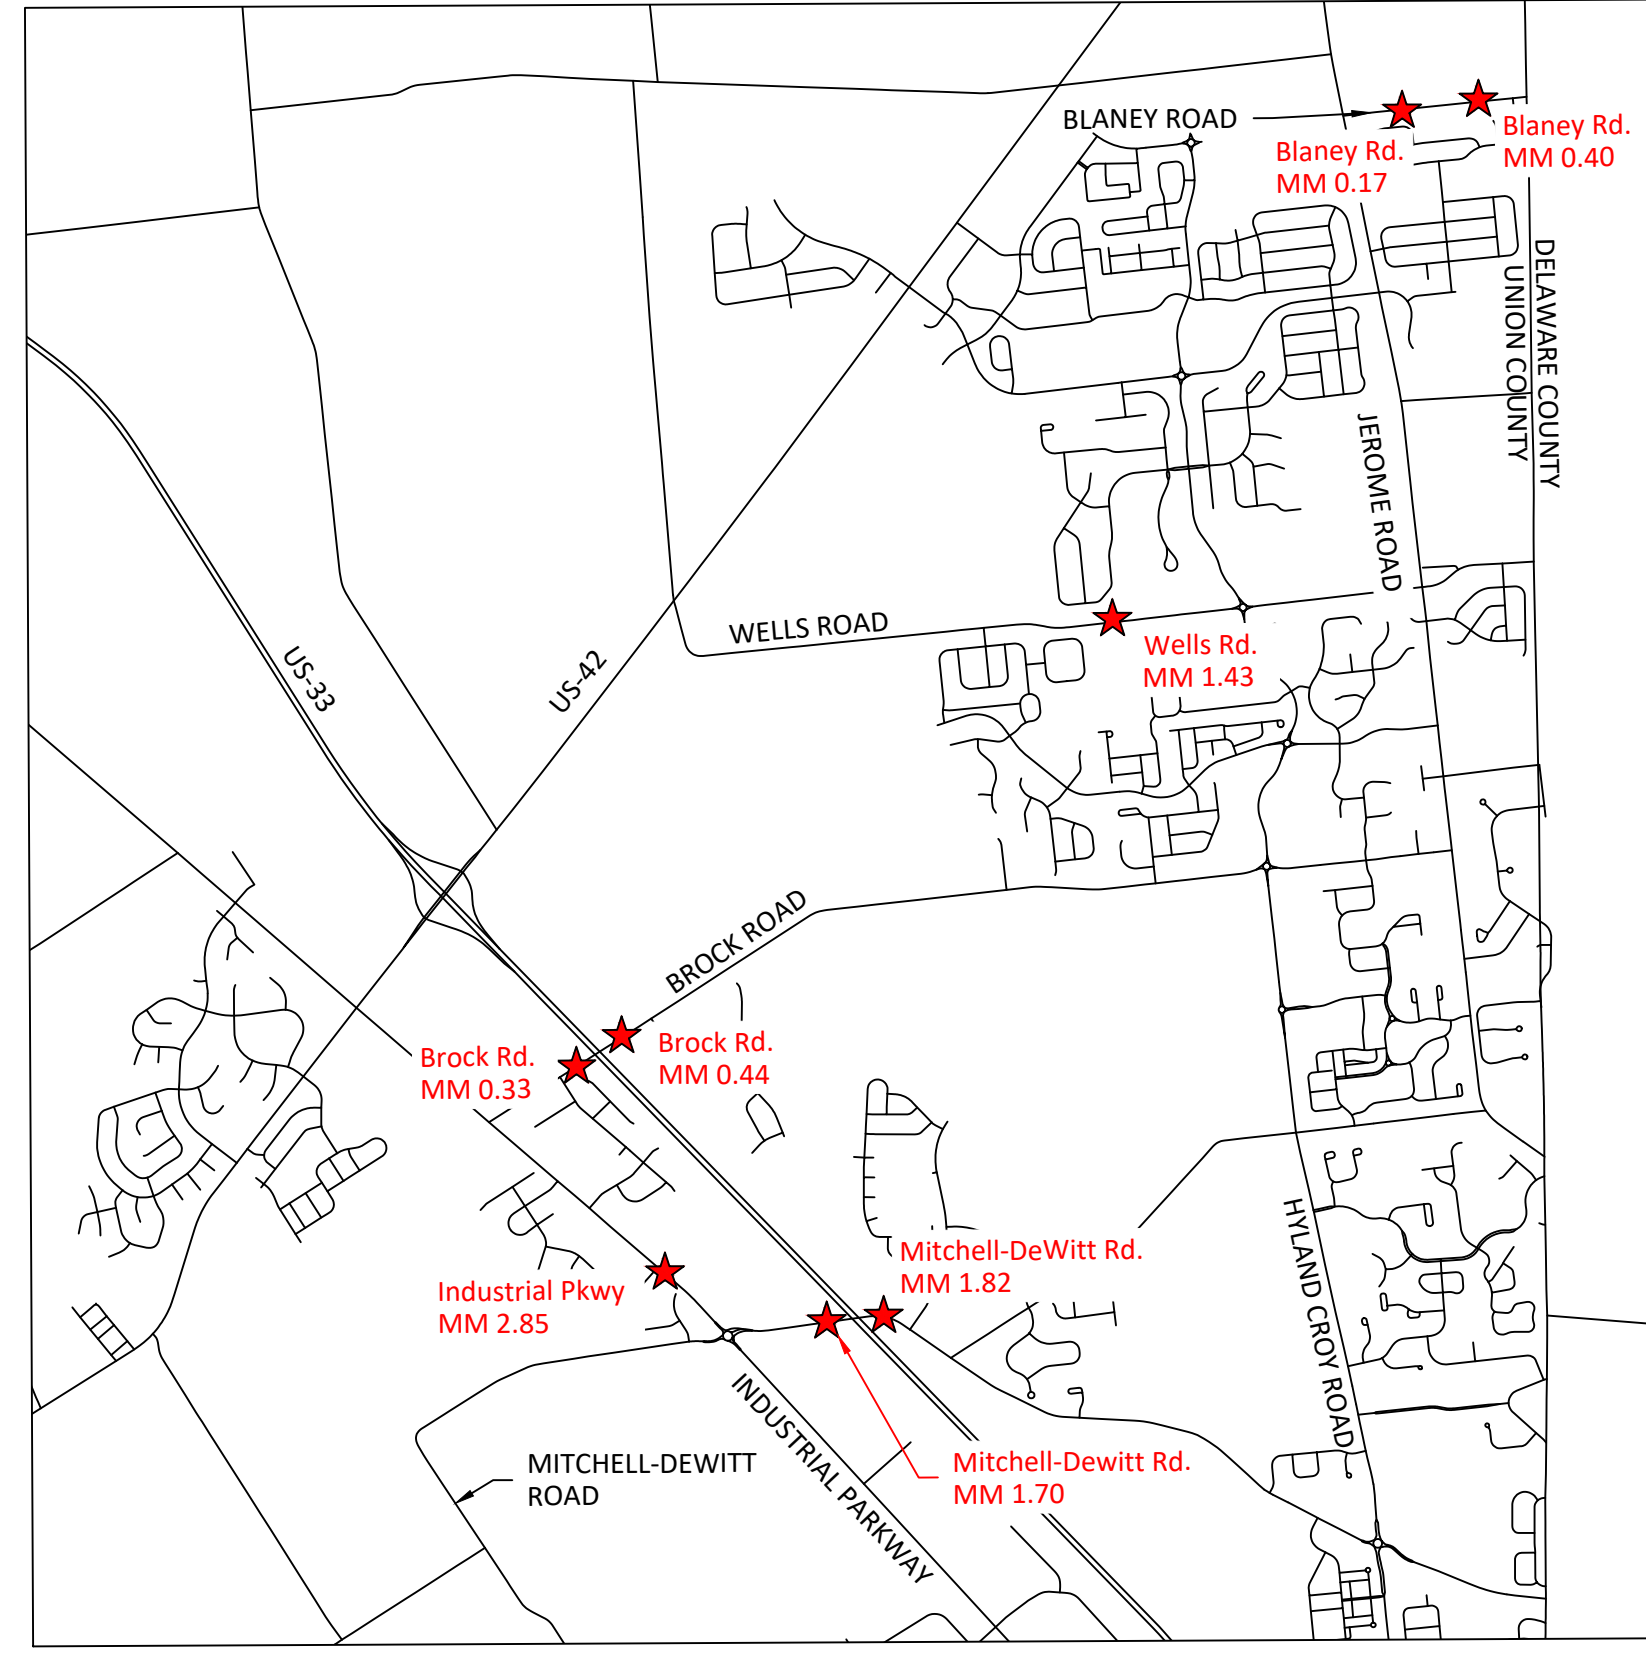 BLANEY ROAD
Blaney Rd.
MM 0.17
Blaney Rd.
MM 0.40
DELAWARE COUNTY
UNION COUNTY
JEROME ROAD
WELLS ROAD
Wells Rd.
MM 1.43
US-33
US-42
BROCK ROAD
Brock Rd.
MM 0.33
Brock Rd.
MM 0.44
HYLAND CROY ROAD
Mitchell-DeWitt Rd.
MM 1.82
Industrial Pkwy
MM 2.85
INDUSTRIAL PARKWAY
MITCHELL-DEWITT
ROAD
Mitchell-Dewitt Rd.
MM 1.70